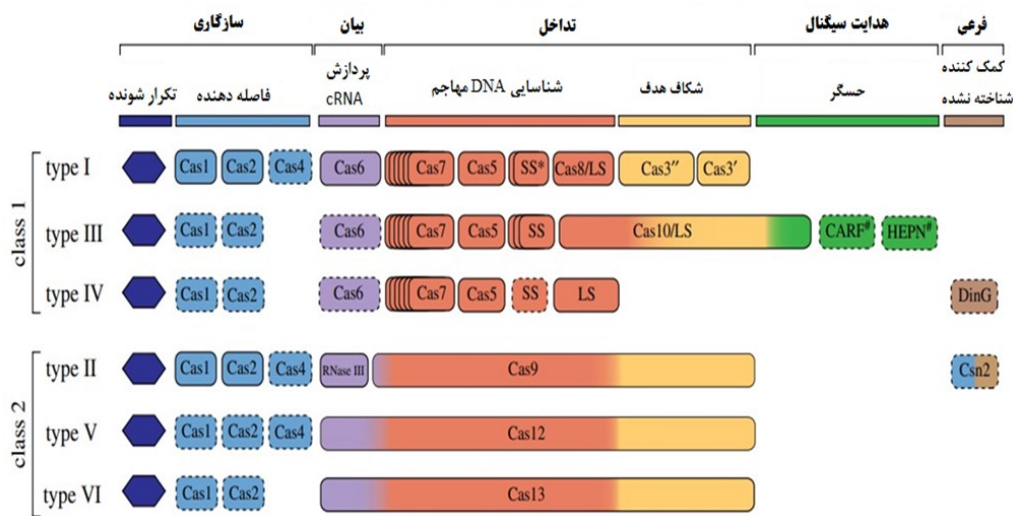 سازگاری بیان تداخل هدایت سیگنال فرعی
تکرار شونده فاصله دهنده پردازش cRNA شناسایی DNA مهاجم شکاف هدف حسگر کمک کننده شناخته نشده
class 1
type I Cas1 Cas2 Cas4 Cas6 Cas7 Cas5 SS* Cas8/LS Cas3″ Cas3′
type III Cas1 Cas2 Cas6 Cas7 Cas5 SS Cas10/LS CARF# HEPN#
type IV Cas1 Cas2 Cas6 Cas7 Cas5 SS LS DinG
class 2
type II Cas1 Cas2 Cas4 RNase III Cas9 Csn2
type V Cas1 Cas2 Cas4 Cas12
type VI Cas1 Cas2 Cas13